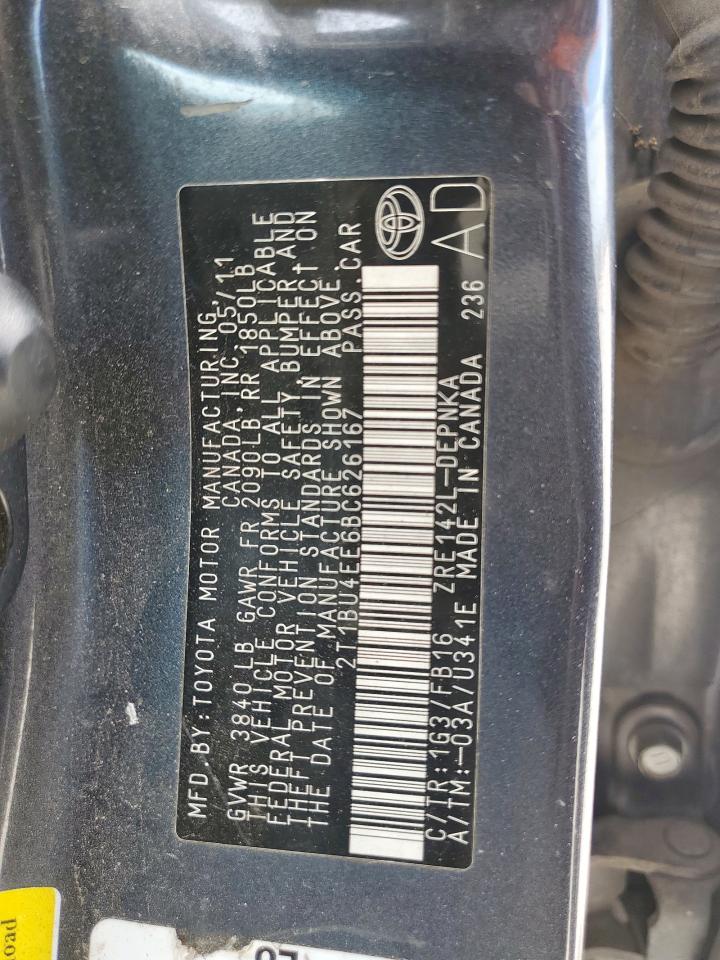 MFD.BY:TOYOTA MOTOR MANUFACTURING,
CANADA,INC. 05/11
GVWR 3840 LB GAWR FR 2090LB RR 1850LB
THIS VEHICLE CONFORMS TO ALL APPLICABLE
FEDERAL MOTOR VEHICLE SAFETY, BUMPER AND
THEFT PREVENTION STANDARDS IN EFFECT ON
THE DATE OF MANUFACTURE SHOWN ABOVE.
2T1BU4EE6BC626167 PASS.CAR
C/TR:1G3/FB16 ZRE142L-DEPNKA
A/TM:-03A/U341E MADE IN CANADA 236
AD